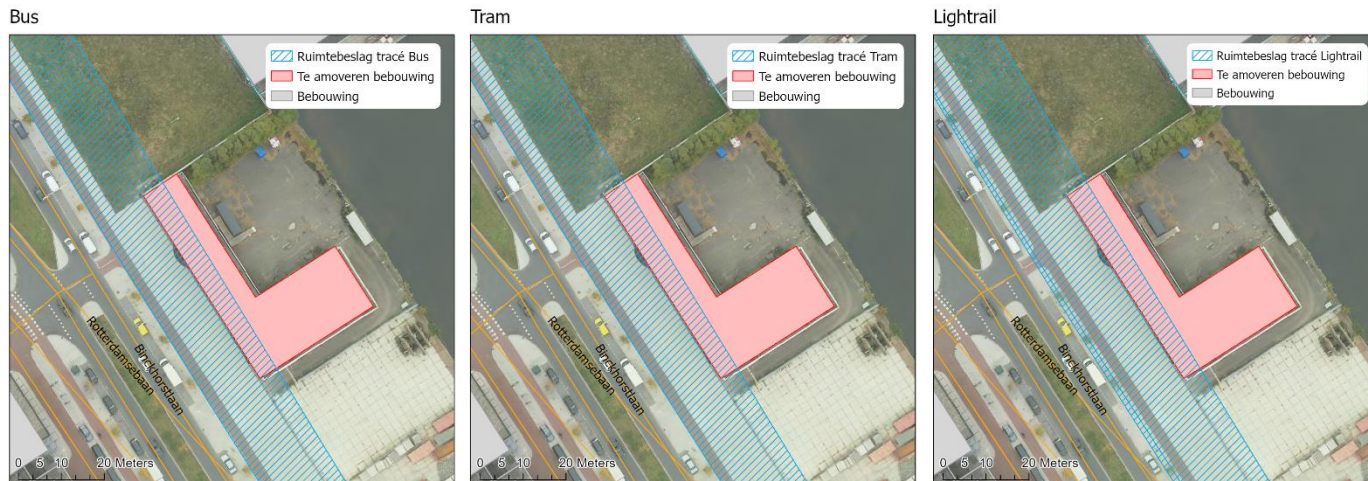 Bus
Ruimtebeslag tracé Bus
Te amoveren bebouwing
Bebouwing
Rotterdamsebaan
Binckhorstlaan
0 5 10 20 Meters
Tram
Ruimtebeslag tracé Tram
Te amoveren bebouwing
Bebouwing
Rotterdamsebaan
Binckhorstlaan
0 5 10 20 Meters
Lightrail
Ruimtebeslag tracé Lightrail
Te amoveren bebouwing
Bebouwing
Rotterdamsebaan
Binckhorstlaan
0 5 10 20 Meters